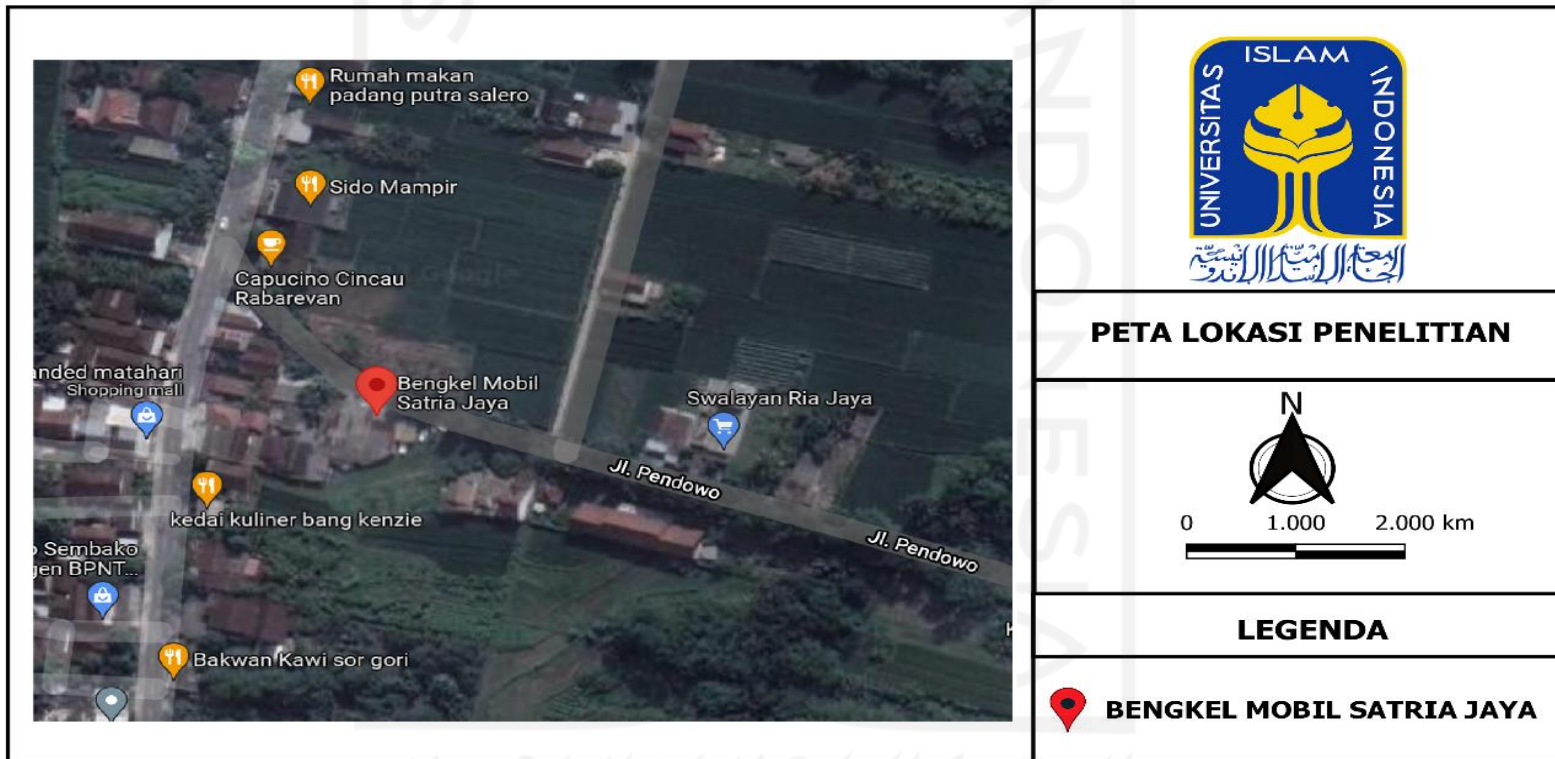 Rumah makan
padang putra salero
Sido Mampir
Capucino Cincau
Rabarevan
anded matahari
Shopping mall
Bengkel Mobil
Satria Jaya
Swalayan Ria Jaya
Jl. Pendowo
kedai kuliner bang kenzie
Jl. Pendowo
Sembako
gen BPNT...
Bakwan Kawi sor gori
UNIVERSITAS
ISLAM
INDONESIA
PETA LOKASI PENELITIAN
N
0 1.000 2.000 km
LEGENDA
BENGKEL MOBIL SATRIA JAYA